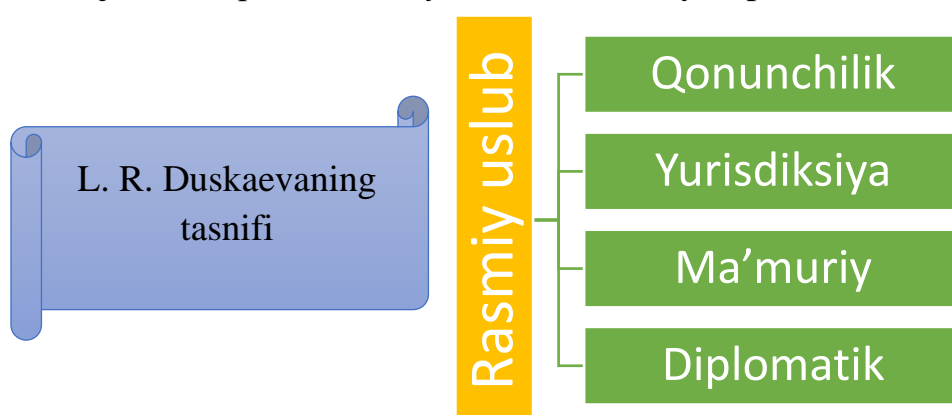 L. R. Duskaevaning
tasnifi
Rasmiy uslub
Qonunchilik
Yurisdiksiya
Ma’muriy
Diplomatik